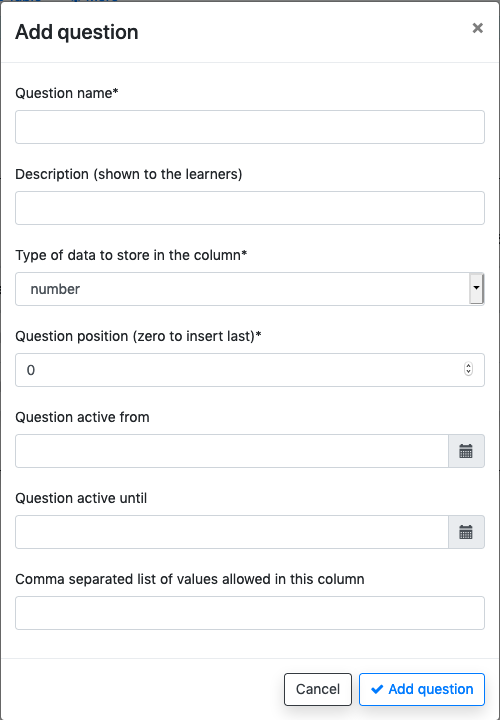 Add question
×
Question name*
Description (shown to the learners)
Type of data to store in the column*
number
Question position (zero to insert last)*
0
Question active from
Question active until
Comma separated list of values allowed in this column
Cancel
Add question